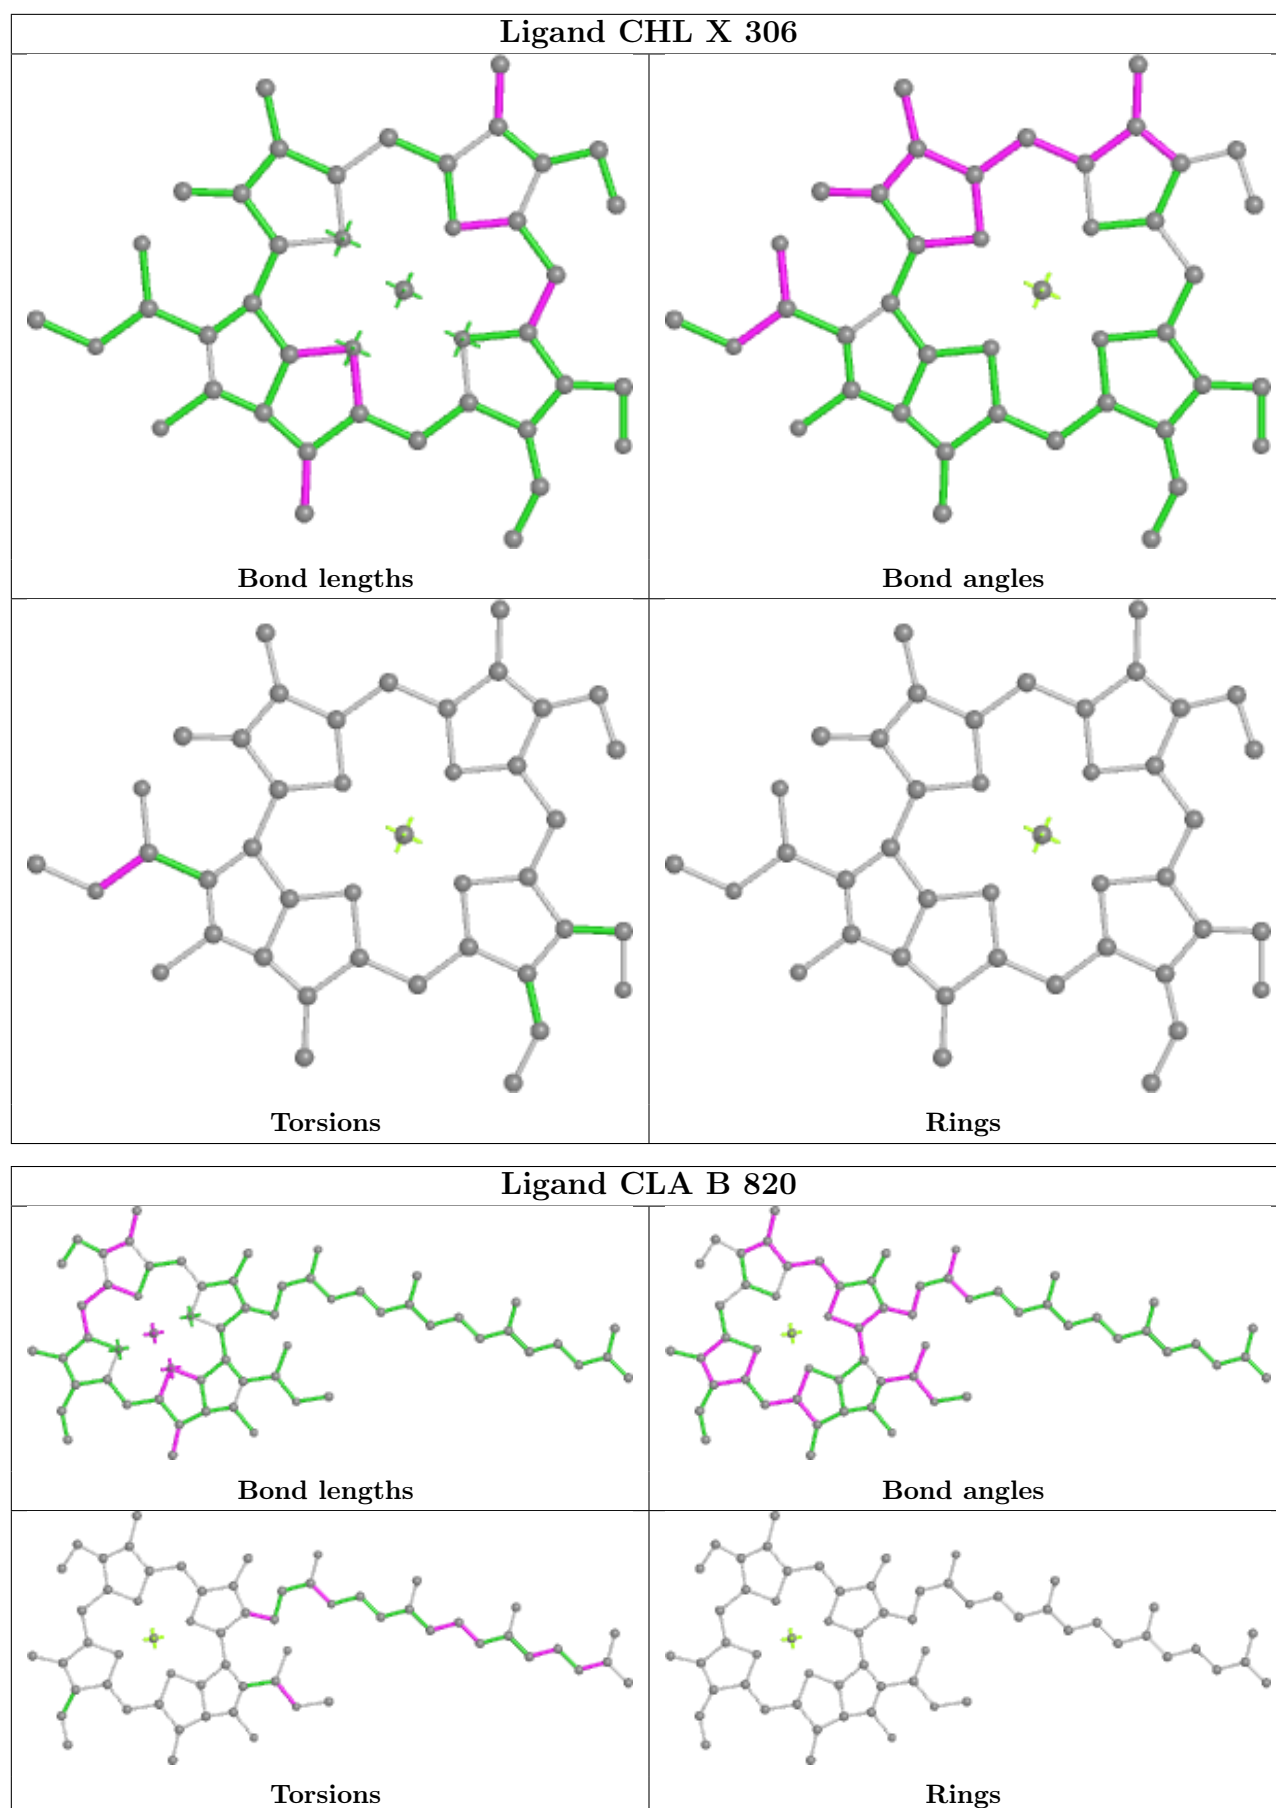 Ligand CHL X 306
Bond lengths
Bond angles
Torsions
Rings
Ligand CLA B 820
Bond lengths
Bond angles
Torsions
Rings